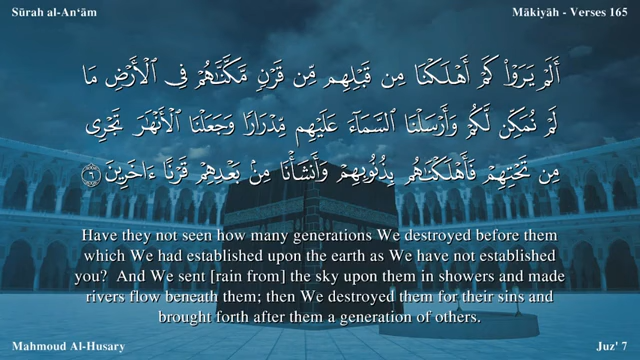 Sūrah al-An‘ām
Mākiyāh - Verses 165
أَلَمْ يَرَوْا۟ كَمْ أَهْلَكْنَا مِن قَبْلِهِم مِّن قَرْنٍ مَّكَّنَّـٰهُمْ فِى ٱلْأَرْضِ مَا
لَمْ نُمَكِّن لَّكُمْ وَأَرْسَلْنَا ٱلسَّمَآءَ عَلَيْهِم مِّدْرَارًا وَجَعَلْنَا ٱلْأَنْهَـٰرَ تَجْرِى
مِن تَحْتِهِمْ فَأَهْلَكْنَـٰهُم بِذُنُوبِهِمْ وَأَنشَأْنَا مِنۢ بَعْدِهِمْ قَرْنًا ءَاخَرِينَ ٦
Have they not seen how many generations We destroyed before them
which We had established upon the earth as We have not established
you? And We sent [rain from] the sky upon them in showers and made
rivers flow beneath them; then We destroyed them for their sins and
brought forth after them a generation of others.
Mahmoud Al-Husary
Juz' 7